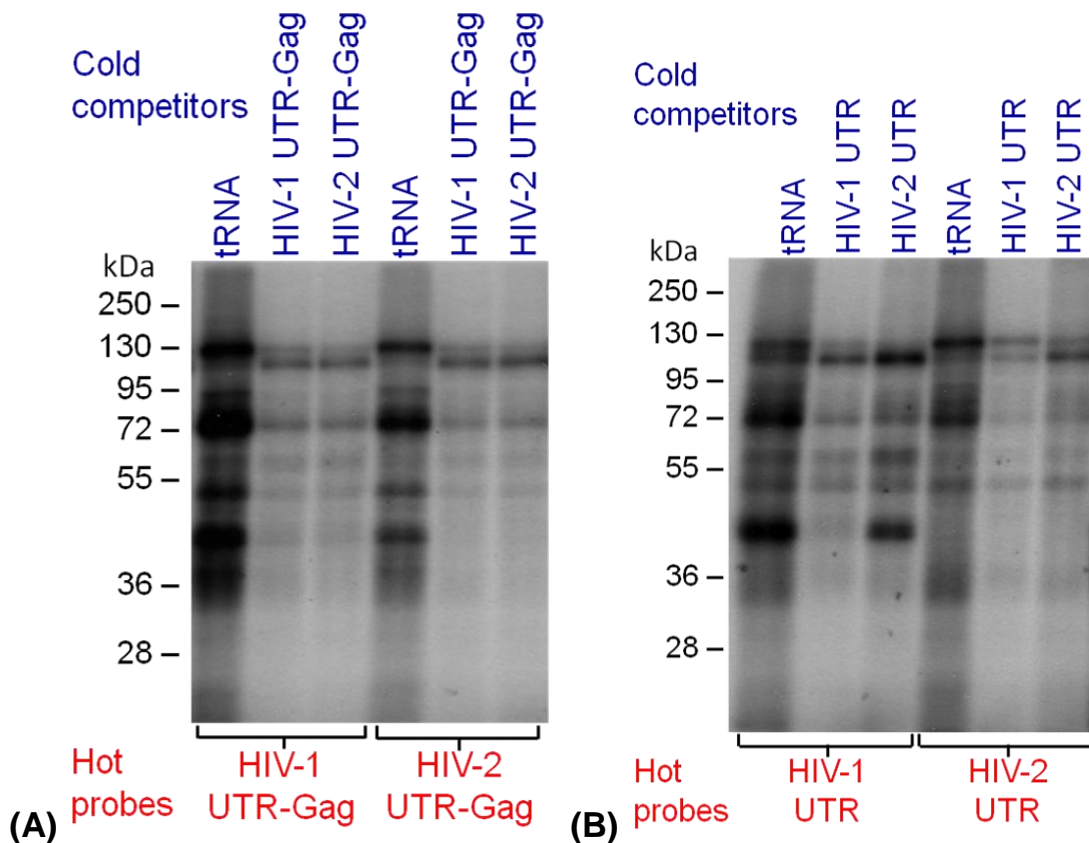 Cold
competitors
tRNA
HIV-1 UTR-Gag
HIV-2 UTR-Gag
tRNA
HIV-1 UTR-Gag
HIV-2 UTR-Gag
kDa
250 –
130 –
95 –
72 –
55 –
36 –
28 –
Hot
probes
HIV-1
UTR-Gag
HIV-2
UTR-Gag
(A)
Cold
competitors
tRNA
HIV-1 UTR
HIV-2 UTR
tRNA
HIV-1 UTR
HIV-2 UTR
kDa
250 –
130 –
95 –
72 –
55 –
36 –
28 –
Hot
probes
HIV-1
UTR
HIV-2
UTR
(B)